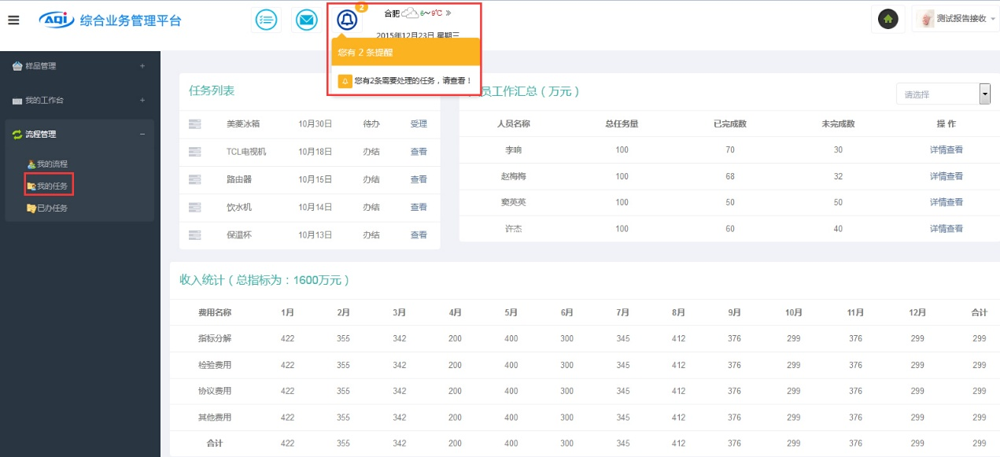 AQI 综合业务管理平台
2
合肥 6~9℃ »
2015年12月23日 星期三
测试报告接收
您有 2 条提醒
您有2条需要处理的任务，请查看！
样品管理 +
我的工作台 +
流程管理 −
我的流程
我的任务
已办任务
任务列表
美菱冰箱 10月30日 待办 受理
TCL电视机 10月18日 办结 查看
路由器 10月15日 办结 查看
饮水机 10月14日 办结 查看
保温杯 10月13日 办结 查看
员工作汇总（万元）
请选择
人员名称 总任务量 已完成数 未完成数 操 作
李响 100 70 30 详情查看
赵梅梅 100 68 32 详情查看
窦英英 100 50 50 详情查看
许杰 100 60 40 详情查看
收入统计（总指标为：1600万元）
费用名称 1月 2月 3月 4月 5月 6月 7月 8月 9月 10月 11月 12月 合计
指标分解 422 355 342 200 400 300 345 412 376 299 376 299 299
检验费用 422 355 342 200 400 300 345 412 376 299 376 299 299
协议费用 422 355 342 200 400 300 345 412 376 299 376 299 299
其他费用 422 355 342 200 400 300 345 412 376 299 376 299 299
合计 422 355 342 200 400 300 345 412 376 299 376 299 299